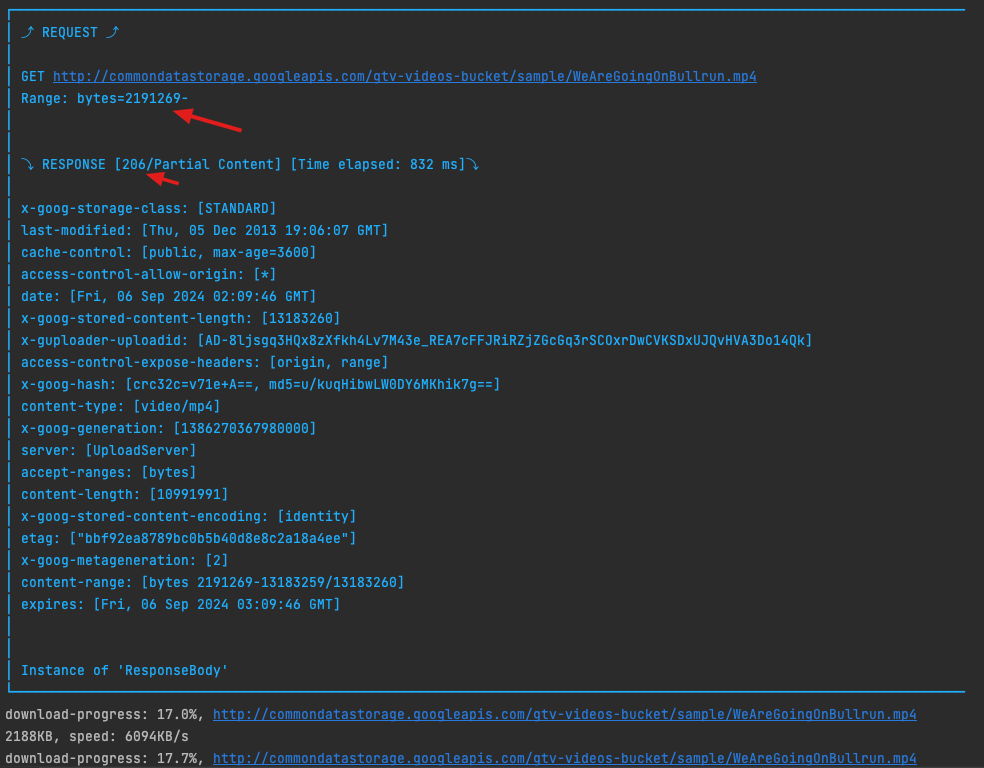 REQUEST
GET http://commondatastorage.googleapis.com/gtv-videos-bucket/sample/WeAreGoingOnBullrun.mp4
Range: bytes=2191269-
RESPONSE [206/Partial Content] [Time elapsed: 832 ms]
x-goog-storage-class: [STANDARD]
last-modified: [Thu, 05 Dec 2013 19:06:07 GMT]
cache-control: [public, max-age=3600]
access-control-allow-origin: [*]
date: [Fri, 06 Sep 2024 02:09:46 GMT]
x-goog-stored-content-length: [13183260]
x-guploader-uploadid: [AD-8ljsgq3HQx8zXfkh4Lv7M43e_REA7cFFJRiRZjZGcGq3rSCOxrDwCVKSDxUJQvHVA3Do14Qk]
access-control-expose-headers: [origin, range]
x-goog-hash: [crc32c=v71e+A==, md5=u/kuqHibwLW0DY6MKhik7g==]
content-type: [video/mp4]
x-goog-generation: [1386270367980000]
server: [UploadServer]
accept-ranges: [bytes]
content-length: [10991991]
x-goog-stored-content-encoding: [identity]
etag: ["bbf92ea8789bc0b5b40d8e8c2a18a4ee"]
x-goog-metageneration: [2]
content-range: [bytes 2191269-13183259/13183260]
expires: [Fri, 06 Sep 2024 03:09:46 GMT]
Instance of 'ResponseBody'
download-progress: 17.0%, http://commondatastorage.googleapis.com/gtv-videos-bucket/sample/WeAreGoingOnBullrun.mp4
2188KB, speed: 6094KB/s
download-progress: 17.7%, http://commondatastorage.googleapis.com/gtv-videos-bucket/sample/WeAreGoingOnBullrun.mp4